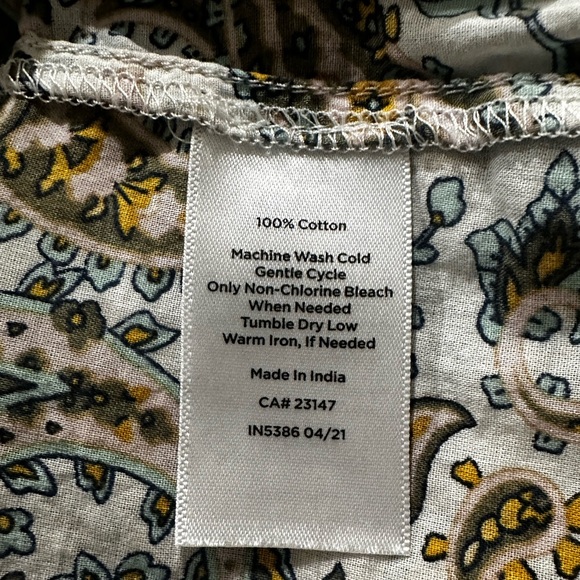 100% Cotton
Machine Wash Cold
Gentle Cycle
Only Non-Chlorine Bleach
When Needed
Tumble Dry Low
Warm Iron, If Needed
Made In India
CA# 23147
IN5386 04/21